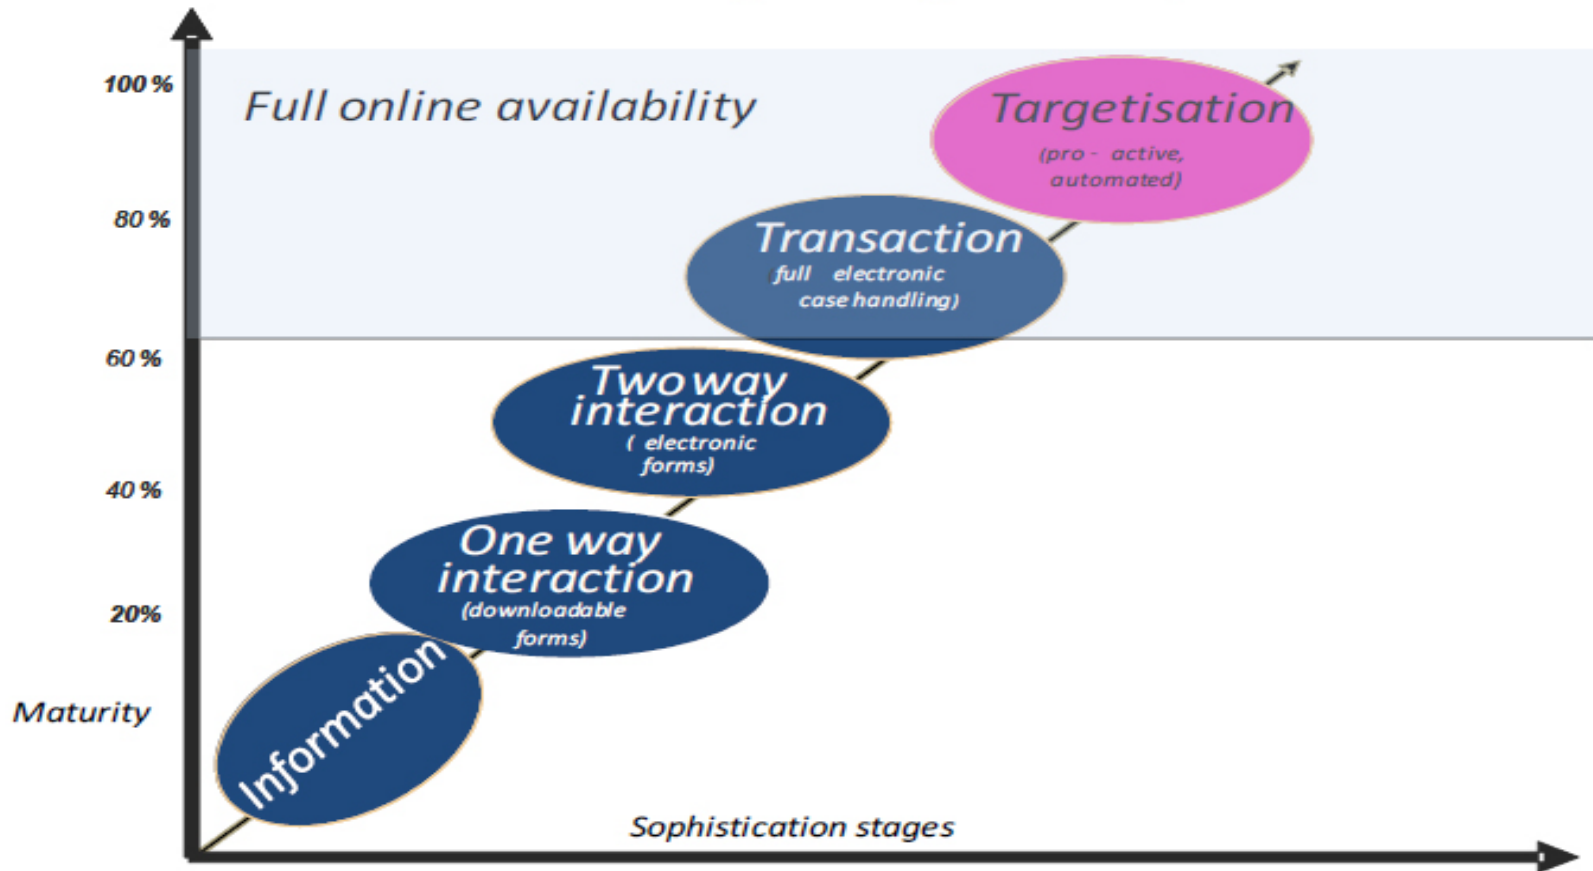 100 %
Full online availability
Targetisation
(pro - active,
automated)
80 %
Transaction
(full electronic
case handling)
60 %
Two way
interaction
( electronic
forms)
40 %
One way
interaction
(downloadable
forms)
20%
Information
Maturity
Sophistication stages